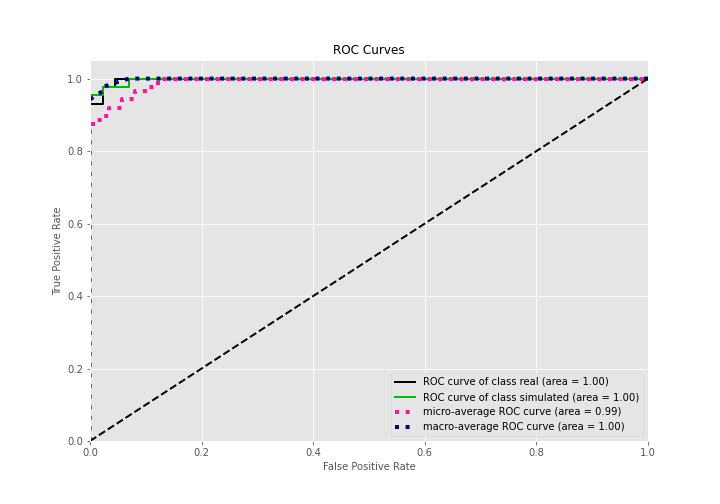 ROC Curves
True Positive Rate
1.0
0.8
0.6
0.4
0.2
0.0
0.0 0.2 0.4 0.6 0.8 1.0
False Positive Rate
ROC curve of class real (area = 1.00)
ROC curve of class simulated (area = 1.00)
micro-average ROC curve (area = 0.99)
macro-average ROC curve (area = 1.00)